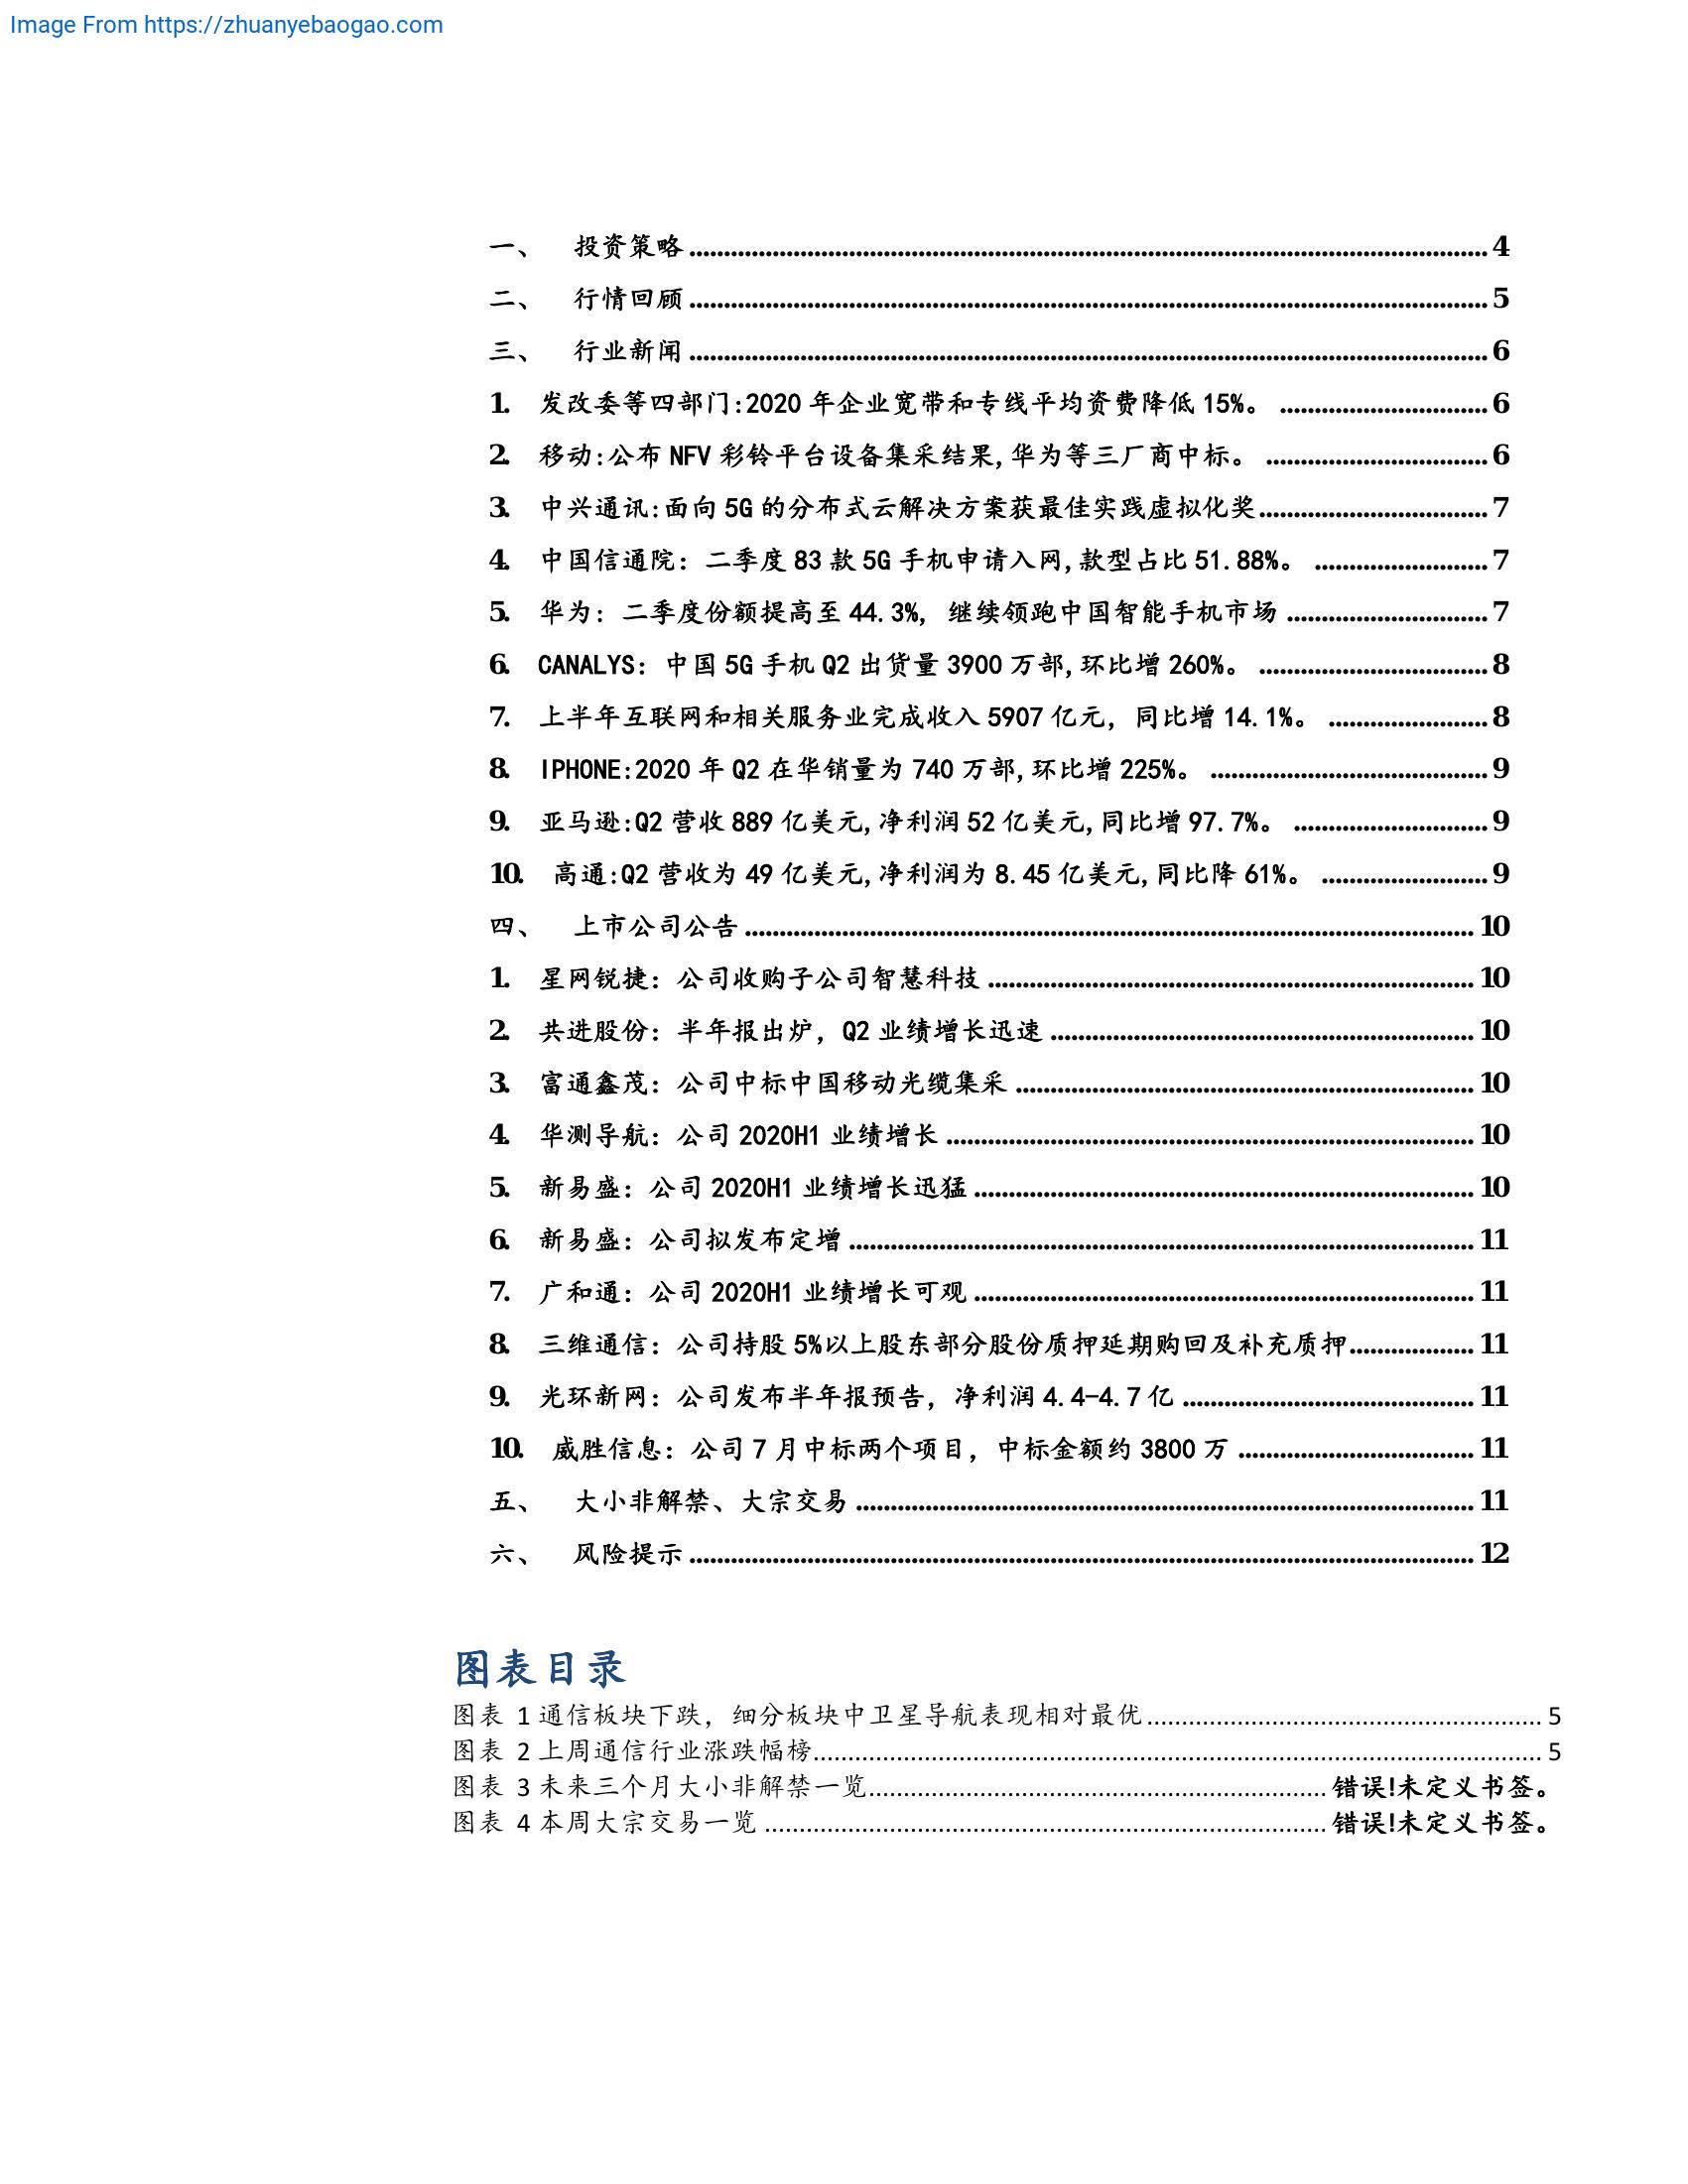 Image From https://zhuanyebaogao.com
一、 投资策略 4
二、 行情回顾 5
三、 行业新闻 6
1. 发改委等四部门:2020 年企业宽带和专线平均资费降低 15%。 6
2. 移动:公布 NFV 彩铃平台设备集采结果,华为等三厂商中标。 6
3. 中兴通讯:面向 5G 的分布式云解决方案获最佳实践虚拟化奖 7
4. 中国信通院：二季度 83 款 5G 手机申请入网,款型占比 51.88%。 7
5. 华为：二季度份额提高至 44.3%，继续领跑中国智能手机市场 7
6. CANALYS：中国 5G 手机 Q2 出货量 3900 万部,环比增 260%。 8
7. 上半年互联网和相关服务业完成收入 5907 亿元，同比增 14.1%。 8
8. IPHONE:2020 年 Q2 在华销量为 740 万部,环比增 225%。 9
9. 亚马逊:Q2 营收 889 亿美元,净利润 52 亿美元,同比增 97.7%。 9
10. 高通:Q2 营收为 49 亿美元,净利润为 8.45 亿美元,同比降 61%。 9
四、 上市公司公告 10
1. 星网锐捷：公司收购子公司智慧科技 10
2. 共进股份：半年报出炉，Q2 业绩增长迅速 10
3. 富通鑫茂：公司中标中国移动光缆集采 10
4. 华测导航：公司 2020H1 业绩增长 10
5. 新易盛：公司 2020H1 业绩增长迅猛 10
6. 新易盛：公司拟发布定增 11
7. 广和通：公司 2020H1 业绩增长可观 11
8. 三维通信：公司持股 5%以上股东部分股份质押延期购回及补充质押 11
9. 光环新网：公司发布半年报预告，净利润 4.4-4.7 亿 11
10. 威胜信息：公司 7 月中标两个项目，中标金额约 3800 万 11
五、 大小非解禁、大宗交易 11
六、 风险提示 12
图表目录
图表 1 通信板块下跌，细分板块中卫星导航表现相对最优 5
图表 2 上周通信行业涨跌幅榜 5
图表 3 未来三个月大小非解禁一览 错误!未定义书签。
图表 4 本周大宗交易一览 错误!未定义书签。